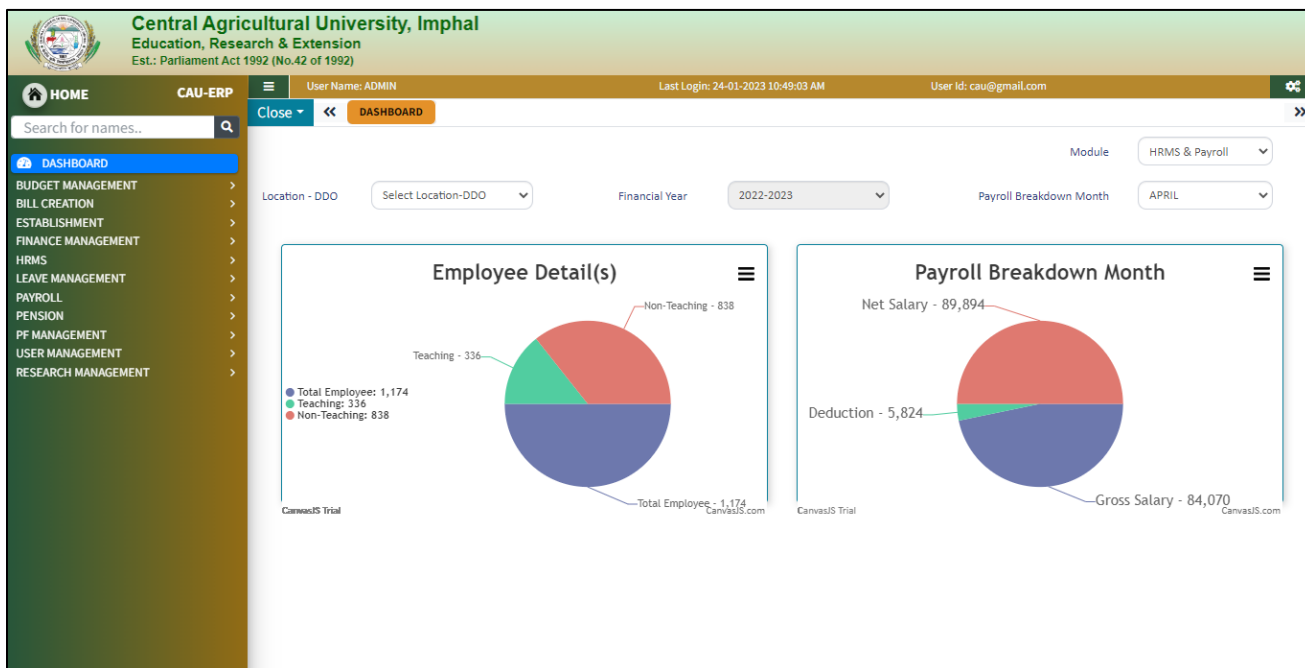 Central Agricultural University, Imphal
Education, Research & Extension
Est.: Parliament Act 1992 (No.42 of 1992)
HOME CAU-ERP
User Name: ADMIN Last Login: 24-01-2023 10:49:03 AM User Id: cau@gmail.com
Search for names..
Close DASHBOARD
DASHBOARD
BUDGET MANAGEMENT
BILL CREATION
ESTABLISHMENT
FINANCE MANAGEMENT
HRMS
LEAVE MANAGEMENT
PAYROLL
PENSION
PF MANAGEMENT
USER MANAGEMENT
RESEARCH MANAGEMENT
Module HRMS & Payroll
Location - DDO Select Location-DDO Financial Year 2022-2023 Payroll Breakdown Month APRIL
Employee Detail(s)
Non-Teaching - 838
Teaching - 336
Total Employee: 1,174
Teaching: 336
Non-Teaching: 838
Total Employee - 1,174
CanvasJS Trial CanvasJS.com
Payroll Breakdown Month
Net Salary - 89,894
Deduction - 5,824
Gross Salary - 84,070
CanvasJS Trial CanvasJS.com